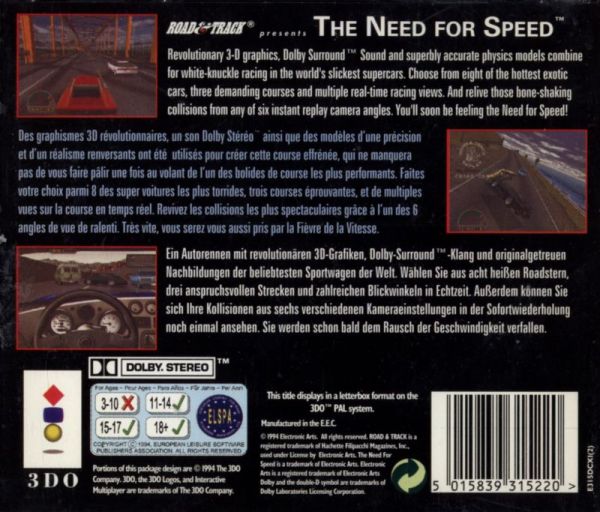 ROAD & TRACK® presents THE NEED FOR SPEED™
Revolutionary 3-D graphics, Dolby Surround™ Sound and superbly accurate physics models combine
for white-knuckle racing in the world's slickest supercars. Choose from eight of the hottest exotic
cars, three demanding courses and multiple real-time racing views. And relive those bone-shaking
collisions from any of six instant replay camera angles. You'll soon be feeling the Need for Speed!
Des graphismes 3D révolutionnaires, un son Dolby Stéréo™ ainsi que des modèles d'une précision
et d'un réalisme renversants ont été utilisés pour créer cette course effrénée, qui ne manquera
pas de vous faire pâlir une fois au volant de l'un des bolides de course les plus performants. Faites
votre choix parmi 8 des super voitures les plus torrides, trois courses éprouvantes, et de multiples
vues sur la course en temps réel. Revivez les collisions les plus spectaculaires grâce à l'un des 6
angles de vue de ralenti. Très vite, vous serez vous aussi pris par la Fièvre de la Vitesse.
Ein Autorennen mit revolutionären 3D-Grafiken, Dolby-Surround™-Klang und originalgetreuen
Nachbildungen der beliebtesten Sportwagen der Welt. Wählen Sie aus acht heißen Roadstern,
drei anspruchsvollen Strecken und zahlreichen Blickwinkeln in Echtzeit. Außerdem können Sie
sich Ihre Kollisionen aus sechs verschiedenen Kameraeinstellungen in der Sofortwiederholung
noch einmal ansehen. Sie werden schon bald dem Rausch der Geschwindigkeit verfallen.
DOLBY. STEREO™
For Ages - Pour Ages - Para Años - Für Jahre - Per Anni
3-10 11-14
15-17 18+
ELSPA
COPYRIGHT © 1994, EUROPEAN LEISURE SOFTWARE
PUBLISHERS ASSOCIATION. ALL RIGHTS RESERVED.
3DO
Portions of this package design are © 1994 The 3DO
Company. 3DO, the 3DO Logos, and Interactive
Multiplayer are trademarks of The 3DO Company.
This title displays in a letterbox format on the
3DO™ PAL system.
Manufactured in the E.E.C.
© 1994 Electronic Arts. All rights reserved. ROAD & TRACK is a
registered trademark of Hachette Filipacchi Magazines, Inc.,
used under License by Electronic Arts. The Need For
Speed is a trademark of Electronic Arts. Electronic
Arts is a registered trademark of Electronic Arts
Dolby and the double-D symbol are trademarks of
Dolby Laboratories Licensing Corporation.
5 015839 315220 >
E315DCXI(2)